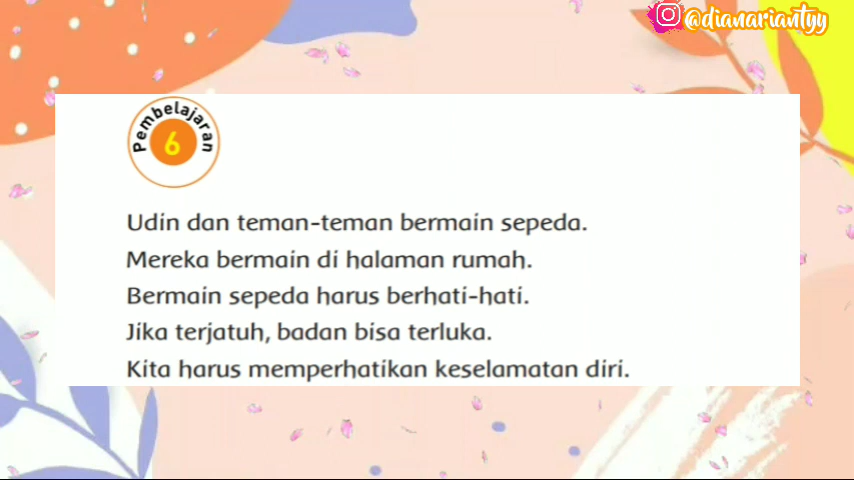 @dianariantyy
Pembelajaran
6
Udin dan teman-teman bermain sepeda.
Mereka bermain di halaman rumah.
Bermain sepeda harus berhati-hati.
Jika terjatuh, badan bisa terluka.
Kita harus memperhatikan keselamatan diri.